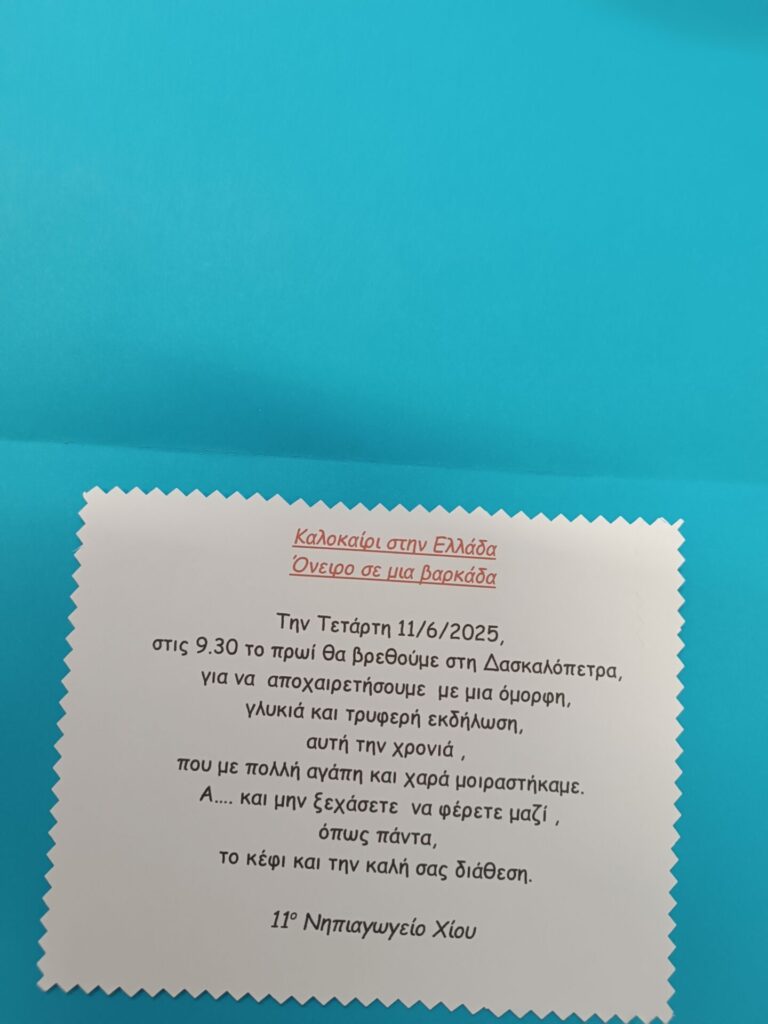 Καλοκαίρι στην Ελλάδα
Όνειρο σε μια βαρκάδα
Την Τετάρτη 11/6/2025,
στις 9.30 το πρωί θα βρεθούμε στη Δασκαλόπετρα,
για να αποχαιρετήσουμε με μια όμορφη,
γλυκιά και τρυφερή εκδήλωση,
αυτή την χρονιά ,
που με πολλή αγάπη και χαρά μοιραστήκαμε.
Α.... και μην ξεχάσετε να φέρετε μαζί ,
όπως πάντα,
το κέφι και την καλή σας διάθεση.
11º Νηπιαγωγείο Χίου